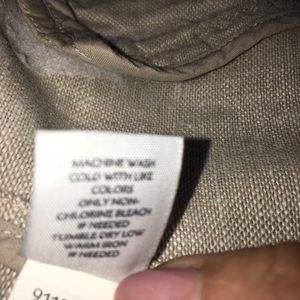 MACHINE WASH
COLD WITH LIKE
COLORS
ONLY NON-
CHLORINE BLEACH
IF NEEDED
TUMBLE DRY LOW
WARM IRON
IF NEEDED